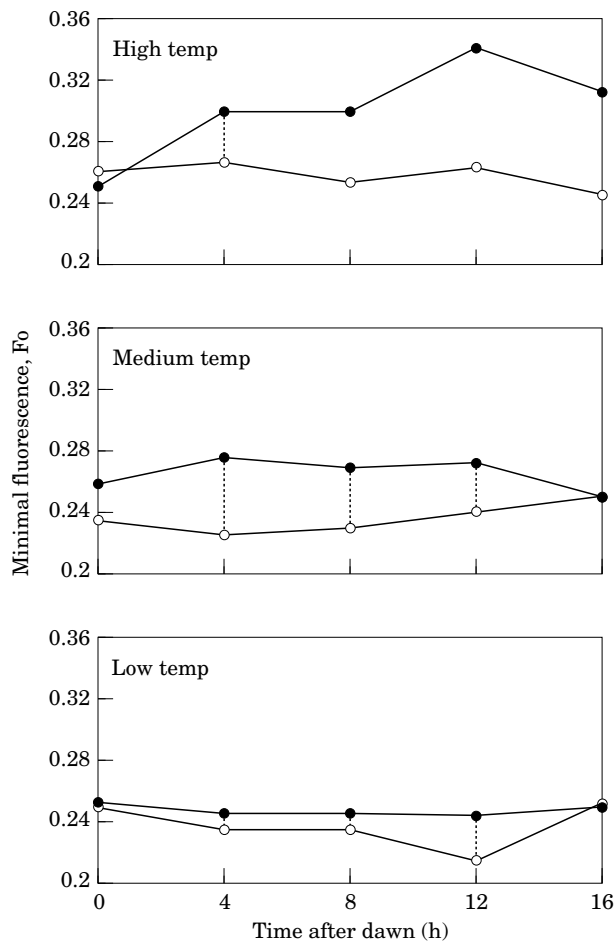 0.36
High temp
0.32
0.28
0.24
0.2
0.36
Medium temp
0.32
0.28
0.24
0.2
Minimal fluorescence, Fo
0.36
Low temp
0.32
0.28
0.24
0.2
0 4 8 12 16
Time after dawn (h)